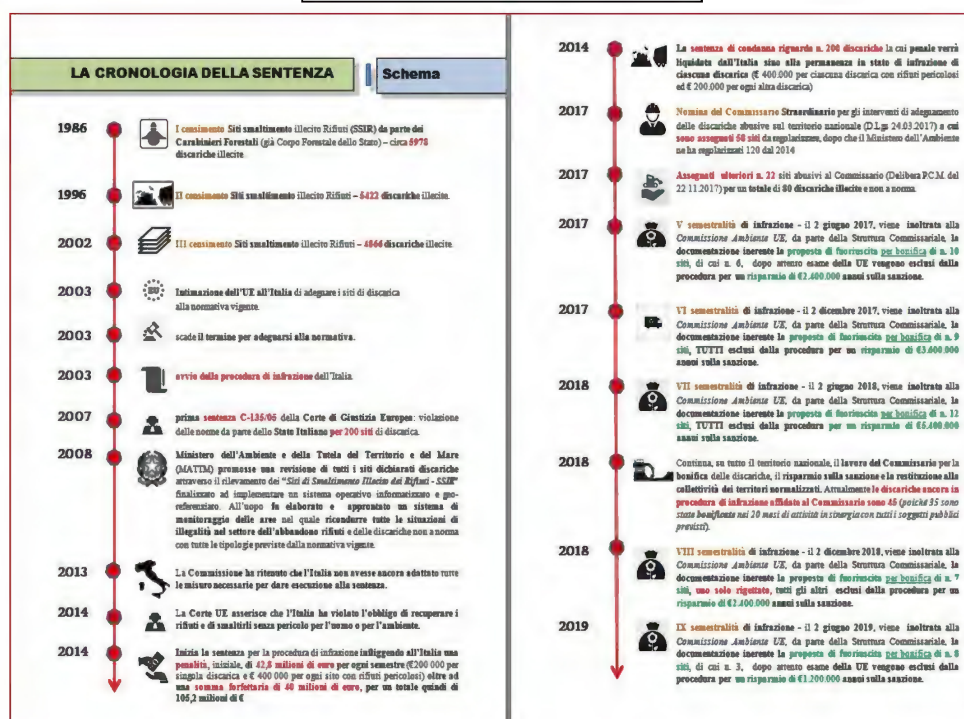 LA CRONOLOGIA DELLA SENTENZA
Schema
1986
I censimento Siti smaltimento illecito Rifiuti (SSIR) da parte dei
Carabinieri Forestali (già Corpo Forestale dello Stato) – circa 5978
discariche illecite
1996
II censimento Siti smaltimento illecito Rifiuti – 5422 discariche illecite.
2002
III censimento Siti smaltimento illecito Rifiuti – 4866 discariche illecite.
2003
Intimazione dell'UE all'Italia di adeguare i siti di discarica
alla normativa vigente.
2003
scade il termine per adeguarsi alla normativa.
2003
avvio della procedura di infrazione dell'Italia.
2007
prima sentenza C-135/05 della Corte di Giustizia Europea: violazione
delle norme da parte dello Stato Italiano per 200 siti di discarica.
2008
Ministero dell'Ambiente e della Tutela del Territorio e del Mare
(MATTM) promosse una revisione di tutti i siti dichiarati discariche
attraverso il rilevamento dei "Siti di Smaltimento Illecito dei Rifiuti - SSIR"
finalizzato ad implementare un sistema operativo informatizzato e geo-
referenziato. All'uopo fu elaborato e approntato un sistema di
monitoraggio delle aree nel quale ricondurre tutte le situazioni di
illegalità nel settore dell'abbandono rifiuti e delle discariche non a norma
con tutte le tipologie previste dalla normativa vigente.
2013
La Commissione ha ritenuto che l'Italia non avesse ancora adottato tutte
le misure necessarie per dare esecuzione alla sentenza.
2014
La Corte UE asserisce che l'Italia ha violato l'obbligo di recuperare i
rifiuti e di smaltirli senza pericolo per l'uomo o per l'ambiente.
2014
Inizia la sentenza per la procedura di infrazione infliggendo all'Italia una
penalità, iniziale, di 42,8 milioni di euro per ogni semestre (€200 000 per
singola discarica e € 400 000 per ogni sito con rifiuti pericolosi) oltre ad
una somma forfettaria di 40 milioni di euro, per un totale quindi di
105,2 milioni di €
2014
La sentenza di condanna riguarda n. 200 discariche la cui penale verrà
liquidata dall'Italia sino alla permanenza in stato di infrazione di
ciascuna discarica (€ 400.000 per ciascuna discarica con rifiuti pericolosi
ed € 200.000 per ogni altra discarica)
2017
Nomina del Commissario Straordinario per gli interventi di adeguamento
delle discariche abusive sul territorio nazionale (D.Lgs 24.03.2017) a cui
sono assegnati 58 siti da regolarizzare, dopo che il Ministero dell'Ambiente
ne ha regolarizzati 120 dal 2014
2017
Assegnati ulteriori n. 22 siti abusivi al Commissario (Delibera P.C.M. del
22 11.2017) per un totale di 80 discariche illecite e non a norma.
2017
V semestralità di infrazione - il 2 giugno 2017, viene inoltrata alla
Commissione Ambiente UE, da parte della Struttura Commissariale, la
documentazione inerente la proposta di fuoriuscita per bonifica di n. 10
siti, di cui n. 6, dopo attento esame della UE vengono esclusi dalla
procedura per un risparmio di €2.400.000 annui sulla sanzione.
2017
VI semestralità di infrazione - il 2 dicembre 2017, viene inoltrata alla
Commissione Ambiente UE, da parte della Struttura Commissariale, la
documentazione inerente la proposta di fuoriuscita per bonifica di n. 9
siti, TUTTI esclusi dalla procedura per un risparmio di €3.600.000
annui sulla sanzione.
2018
VII semestralità di infrazione - il 2 giugno 2018, viene inoltrata alla
Commissione Ambiente UE, da parte della Struttura Commissariale, la
documentazione inerente la proposta di fuoriuscita per bonifica di n. 12
siti, TUTTI esclusi dalla procedura per un risparmio di €5.400.000
annui sulla sanzione.
2018
Continua, su tutto il territorio nazionale, il lavoro del Commissario per la
bonifica delle discariche, il risparmio sulla sanzione e la restituzione alla
collettività dei territori normalizzati. Attualmente le discariche ancora in
procedura di infrazione affidata al Commissario sono 45 (poiché 35 sono
state bonificate nei 20 mesi di attività in sinergia con tutti i soggetti pubblici
previsti).
2018
VIII semestralità di infrazione - il 2 dicembre 2018, viene inoltrata alla
Commissione Ambiente UE, da parte della Struttura Commissariale, la
documentazione inerente la proposta di fuoriuscita per bonifica di n. 7
siti, uno solo rigettato, tutti gli altri esclusi dalla procedura per un
risparmio di €2.400.000 annui sulla sanzione.
2019
IX semestralità di infrazione - il 2 giugno 2019, viene inoltrata alla
Commissione Ambiente UE, da parte della Struttura Commissariale, la
documentazione inerente la proposta di fuoriuscita per bonifica di n. 8
siti, di cui n. 3, dopo attento esame della UE vengono esclusi dalla
procedura per un risparmio di €1.200.000 annui sulla sanzione.